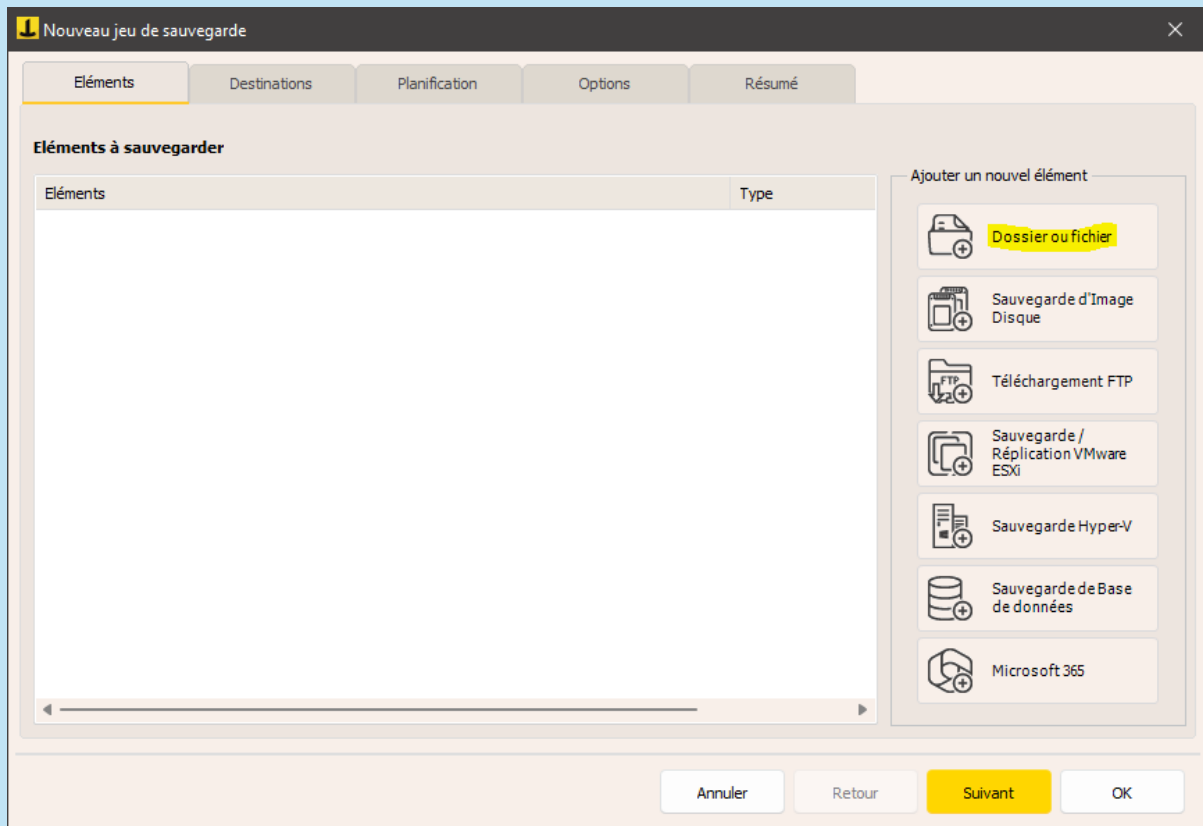 Nouveau jeu de sauvegarde
Eléments
Destinations
Planification
Options
Résumé
Eléments à sauvegarder
Eléments
Type
Ajouter un nouvel élément
Dossier ou fichier
Sauvegarde d'Image
Disque
FTP
Téléchargement FTP
Sauvegarde /
Réplication VMware
ESXi
Sauvegarde Hyper-V
Sauvegarde de Base
de données
Microsoft 365
Annuler
Retour
Suivant
OK